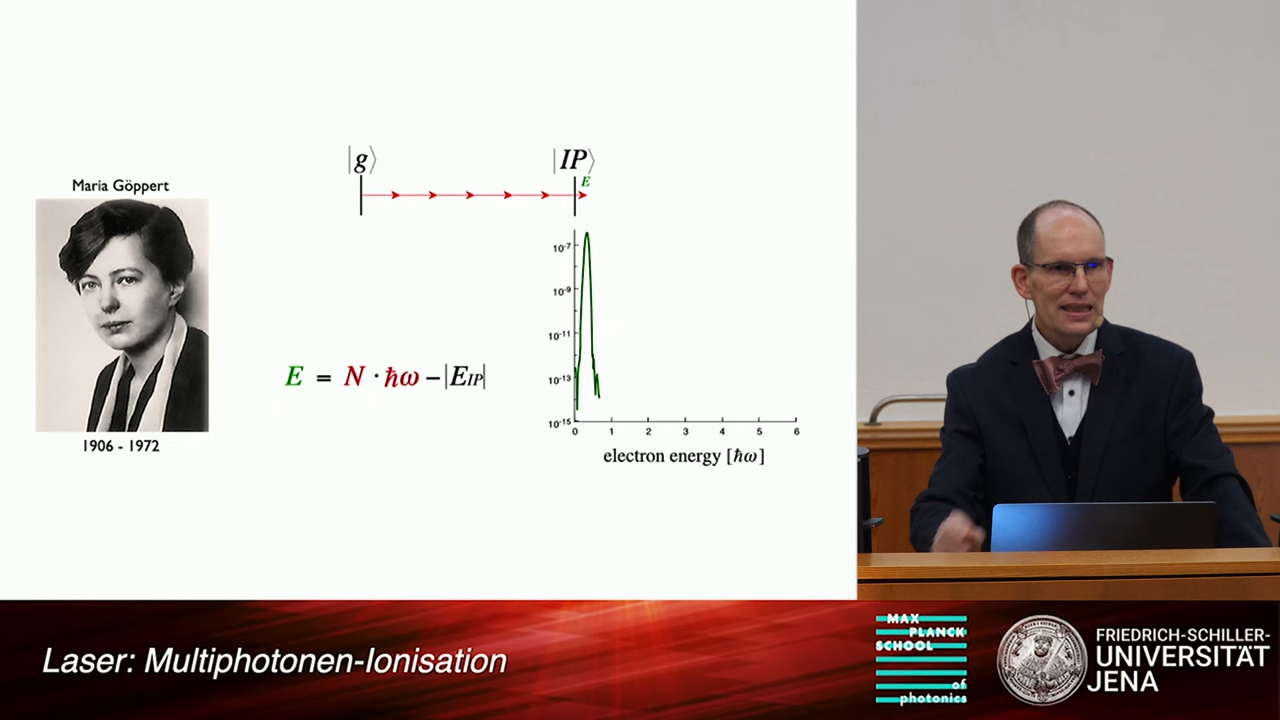 Maria Göppert
1906 - 1972
|g⟩
|IP⟩
E
E = N · ħω – |E_IP|
10⁻⁷
10⁻⁹
10⁻¹¹
10⁻¹³
10⁻¹⁵
0 1 2 3 4 5 6
electron energy [ħω]
Laser: Multiphotonen-Ionisation
MAX
PLANCK
SCHOOL
of
photonics
FRIEDRICH-SCHILLER-
UNIVERSITÄT
JENA